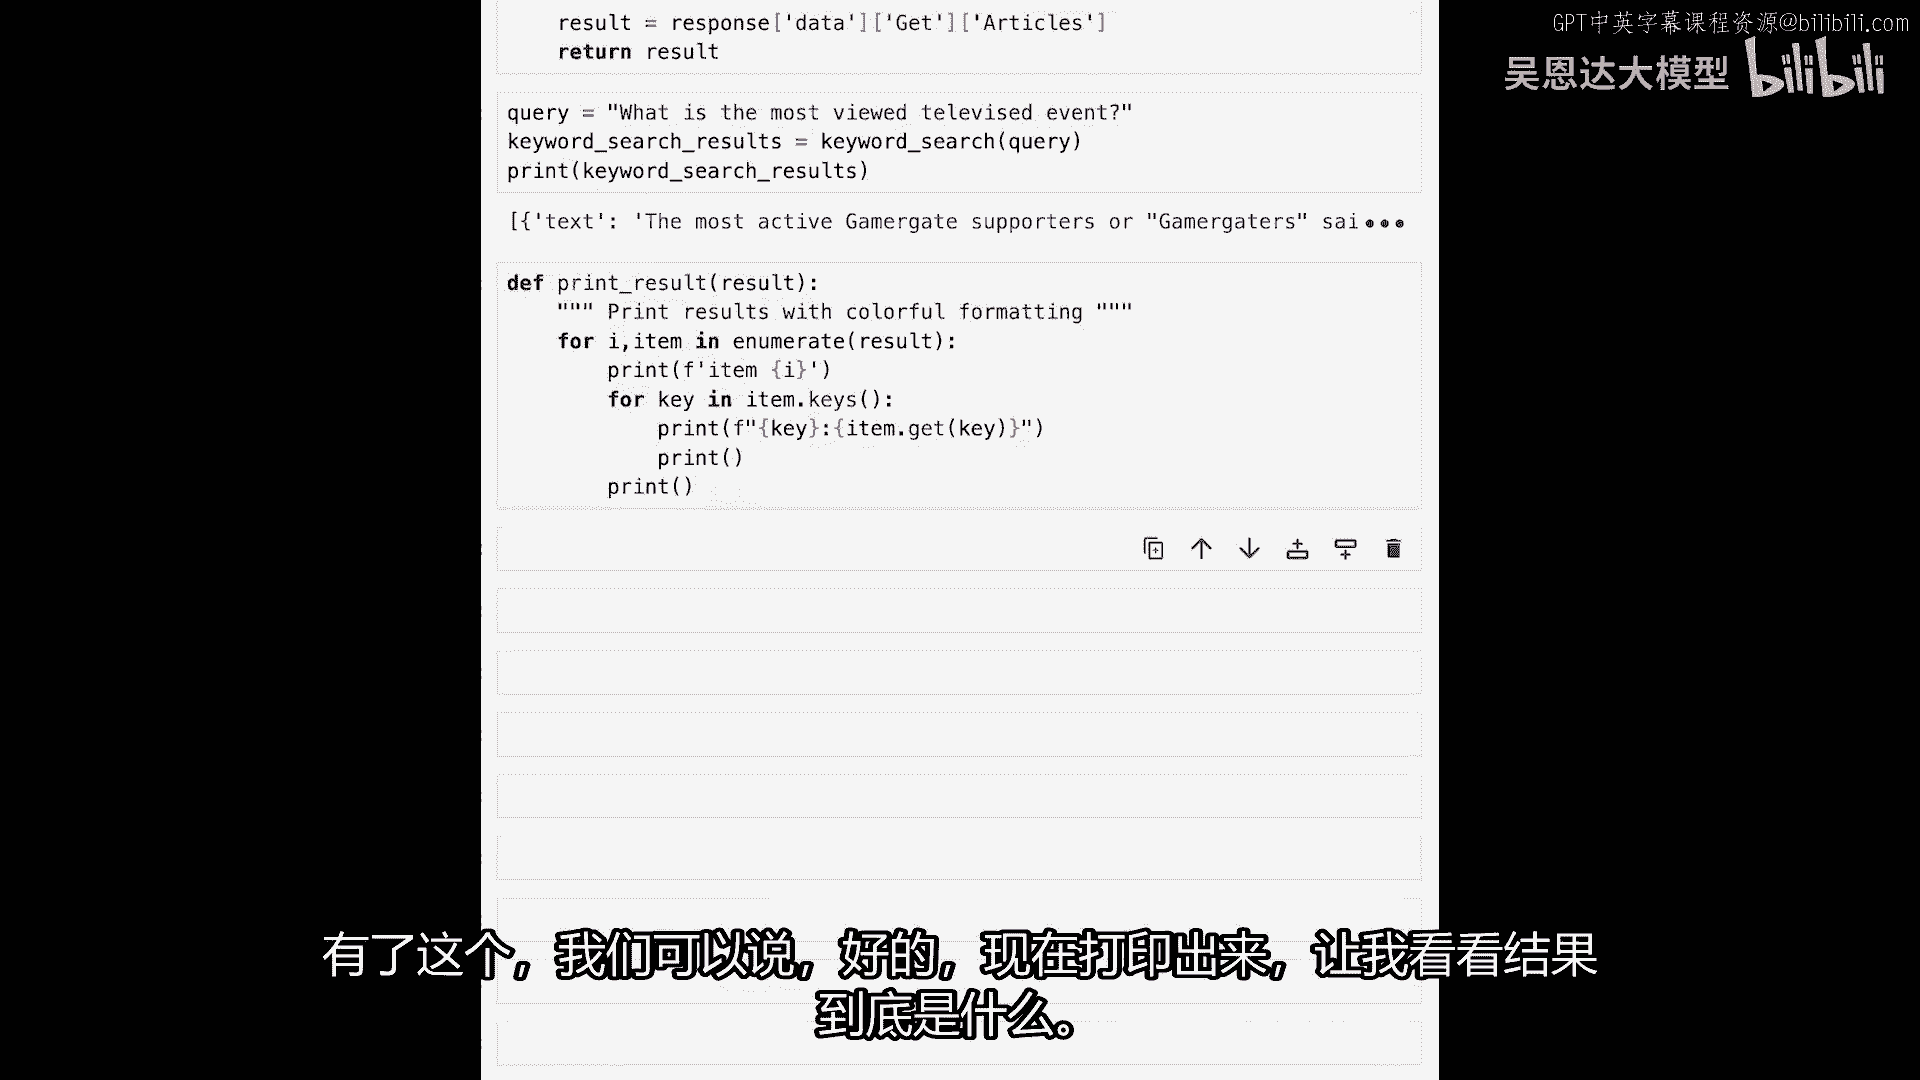 GPT中英字幕课程资源@bilibili.com
吴恩达大模型 bilibili
result = response['data']['Get']['Articles']
return result
query = "What is the most viewed televised event?"
keyword_search_results = keyword_search(query)
print(keyword_search_results)
[{'text': 'The most active Gamergate supporters or "Gamergaters" sai•••
def print_result(result):
""" Print results with colorful formatting """
for i,item in enumerate(result):
print(f'item {i}')
for key in item.keys():
print(f"{key}:{item.get(key)}")
print()
print()
有了这个，我们可以说，好的，现在打印出来，让我看看结果
到底是什么。